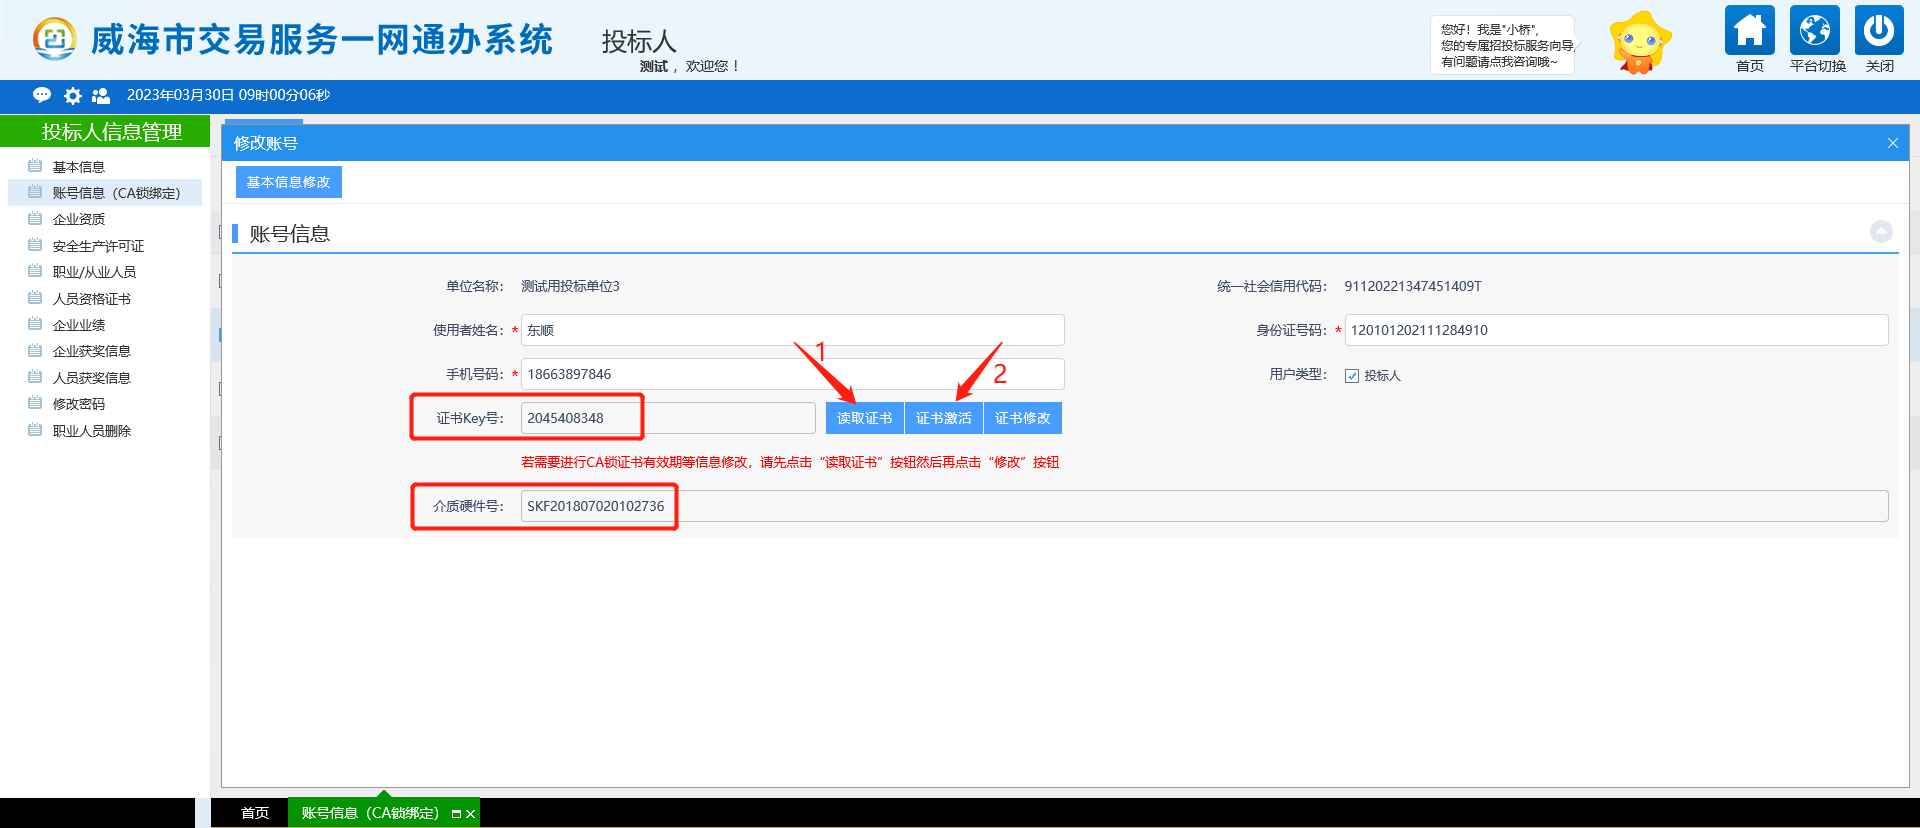 威海市交易服务一网通办系统
投标人
测试 ，欢迎您！
您好！我是"小桥",
您的专属招投标服务向导,
有问题请点我咨询哦~
首页
平台切换
关闭
2023年03月30日 09时00分06秒
投标人信息管理
基本信息
账号信息（CA锁绑定）
企业资质
安全生产许可证
职业/从业人员
人员资格证书
企业业绩
企业获奖信息
人员获奖信息
修改密码
职业人员删除
修改账号
基本信息修改
账号信息
单位名称： 测试用投标单位3
统一社会信用代码： 91120221347451409T
使用者姓名：* 东顺
身份证号码：* 120101202111284910
手机号码：* 18663897846
用户类型： 投标人
1
2
证书Key号： 2045408348 读取证书 证书激活 证书修改
若需要进行CA锁证书有效期等信息修改，请先点击“读取证书”按钮然后再点击“修改”按钮
介质硬件号： SKF201807020102736
首页
账号信息（CA锁绑定）